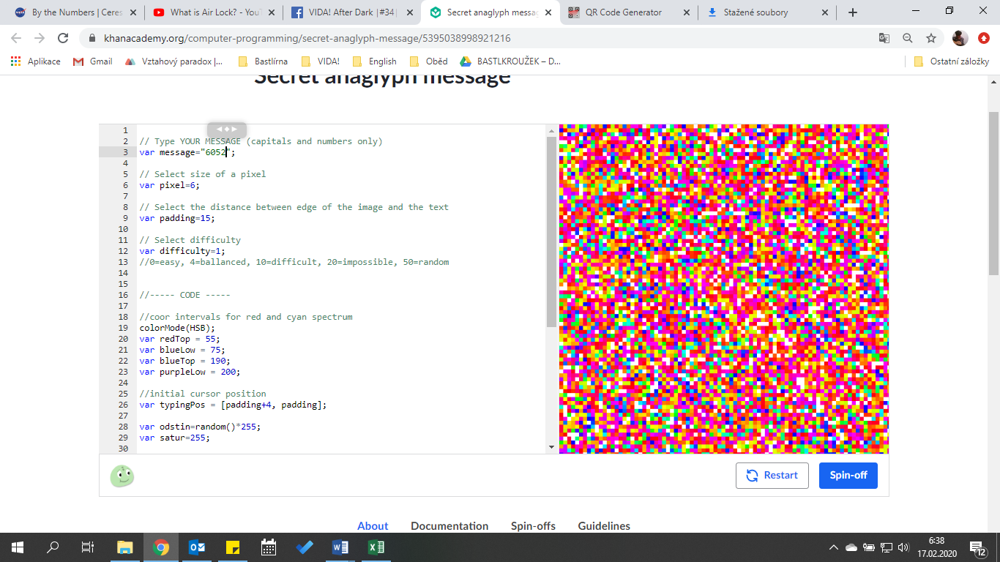 By the Numbers | Ceres
What is Air Lock? - You
VIDA! After Dark | #34 |
Secret anaglyph messag
QR Code Generator
Stažené soubory
khanacademy.org/computer-programming/secret-anaglyph-message/5395038998921216
Aplikace
Gmail
Vztahový paradox |...
Bastlírna
VIDA!
English
Oběd
BASTLKROUŽEK – D...
Ostatní záložky
Secret anaglyph message
1
2 // Type YOUR MESSAGE (capitals and numbers only)
3 var message="6052";
4
5 // Select size of a pixel
6 var pixel=6;
7
8 // Select the distance between edge of the image and the text
9 var padding=15;
10
11 // Select difficulty
12 var difficulty=1;
13 //0=easy, 4=ballanced, 10=difficult, 20=impossible, 50=random
14
15
16 //----- CODE -----
17
18 //coor intervals for red and cyan spectrum
19 colorMode(HSB);
20 var redTop = 55;
21 var blueLow = 75;
22 var blueTop = 190;
23 var purpleLow = 200;
24
25 //initial cursor position
26 var typingPos = [padding+4, padding];
27
28 var odstin=random()*255;
29 var satur=255;
30
Restart
Spin-off
About
Documentation
Spin-offs
Guidelines
6:38
17.02.2020
12